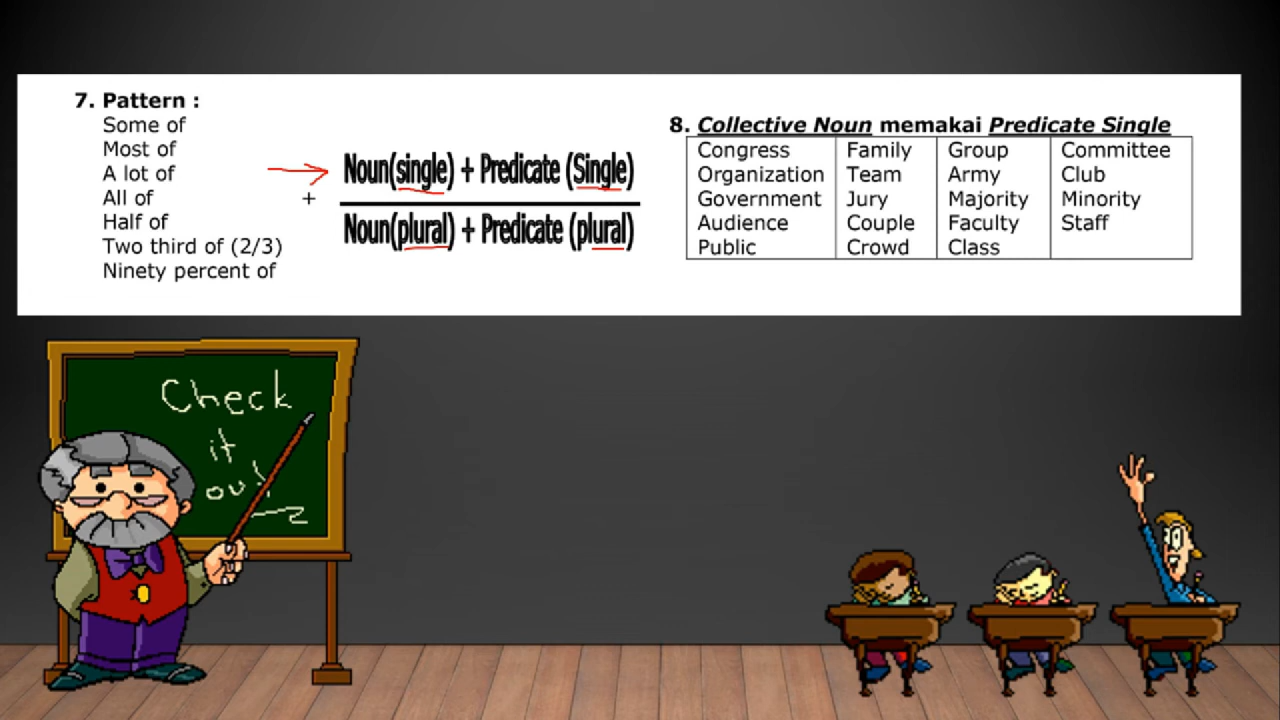 7. Pattern :
Some of
Most of
A lot of
All of
Half of
Two third of (2/3)
Ninety percent of
+
Noun(single) + Predicate (Single)
Noun(plural) + Predicate (plural)
8. Collective Noun memakai Predicate Single
Congress Family Group Committee
Organization Team Army Club
Government Jury Majority Minority
Audience Couple Faculty Staff
Public Crowd Class
Check
it
ou!